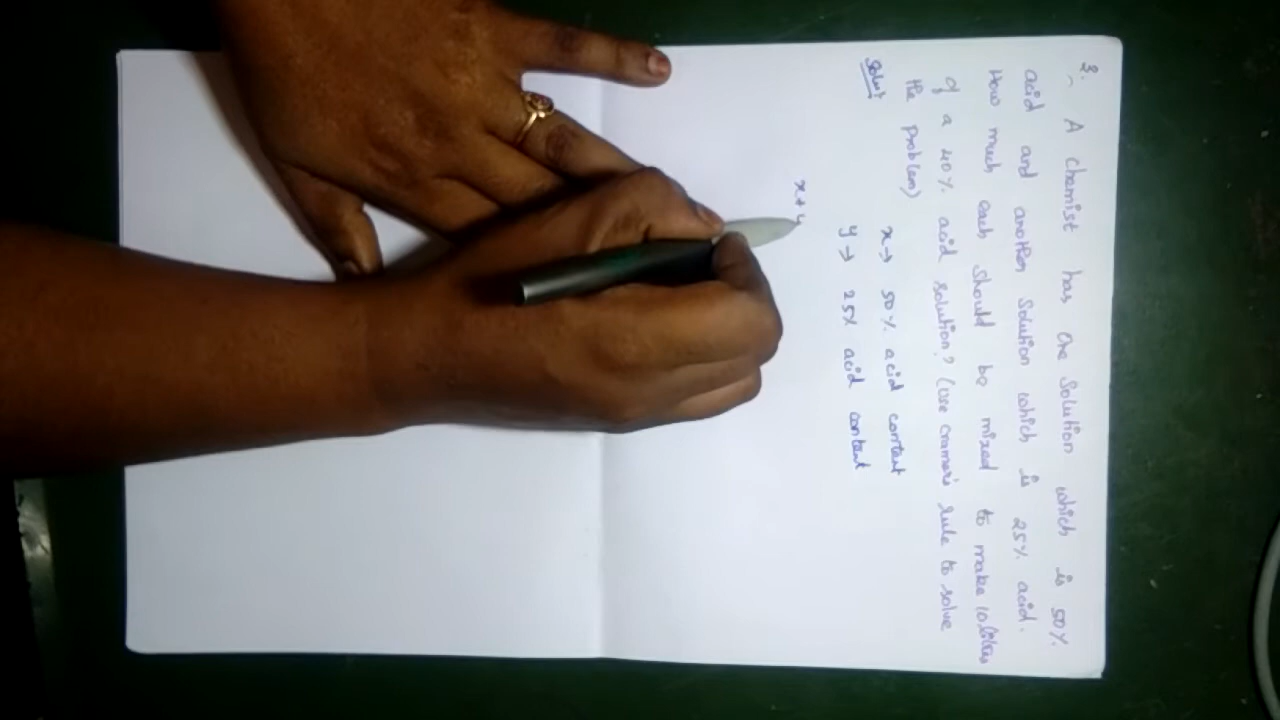 3. A chemist has one solution which is 50%
acid and another solution which is 25% acid.
How much each should be mixed to make 10 litres
of a 40% acid solution? (Use cramer's rule to solve
the problem)
Solu:
x → 50% acid content
y → 25% acid content
x+y